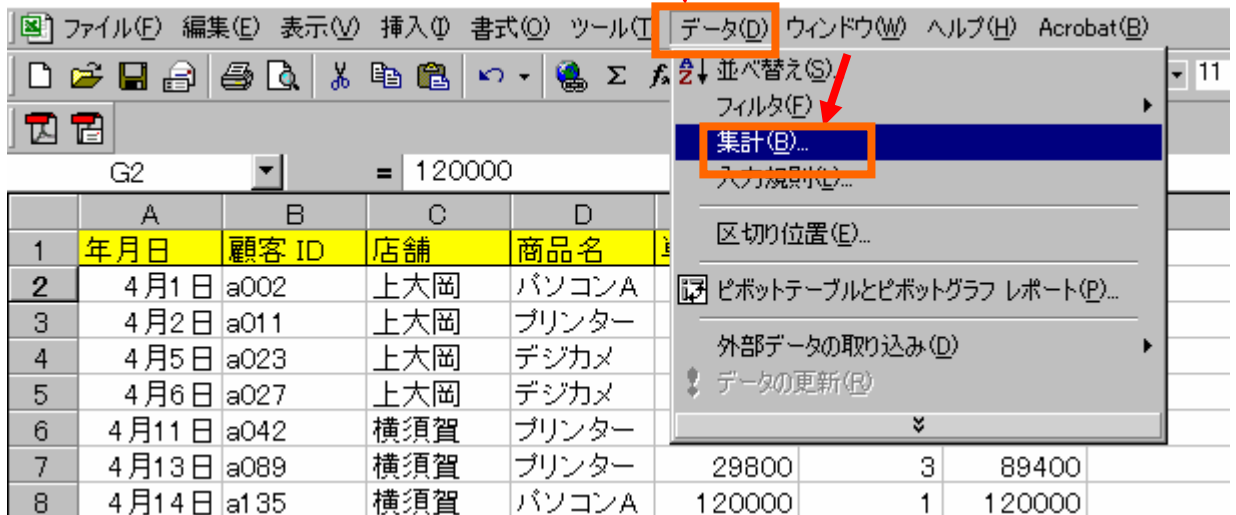 ファイル(F) 編集(E) 表示(V) 挿入(I) 書式(O) ツール(T) データ(D) ウィンドウ(W) ヘルプ(H) Acrobat(B)
11
並べ替え(S)...
フィルタ(F)
集計(B)...
入力規則(L)...
区切り位置(E)...
ピボットテーブルとピボットグラフ レポート(P)...
外部データの取り込み(D)
データの更新(R)
G2 = 120000
A B C D
1 年月日 顧客 ID 店舗 商品名
2 4月1日 a002 上大岡 パソコンA
3 4月2日 a011 上大岡 プリンター
4 4月5日 a023 上大岡 デジカメ
5 4月6日 a027 上大岡 デジカメ
6 4月11日 a042 横須賀 プリンター
7 4月13日 a089 横須賀 プリンター 29800 3 89400
8 4月14日 a135 横須賀 パソコンA 120000 1 120000